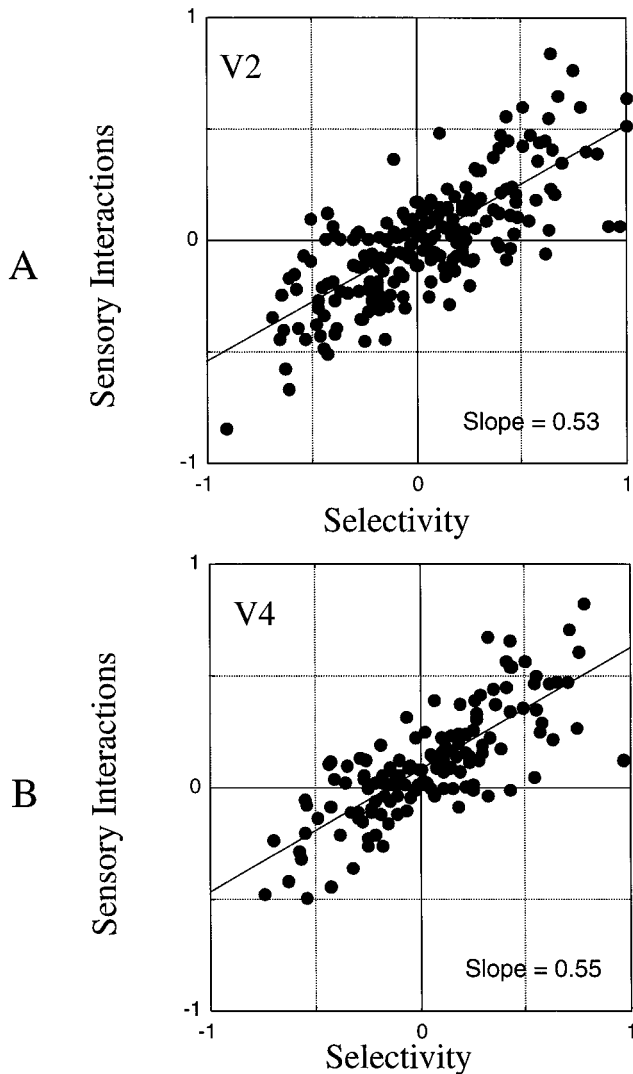 1
V2
Sensory Interactions
0
A
Slope = 0.53
-1
-1
0
1
Selectivity
1
V4
Sensory Interactions
0
B
Slope = 0.55
-1
-1
0
1
Selectivity